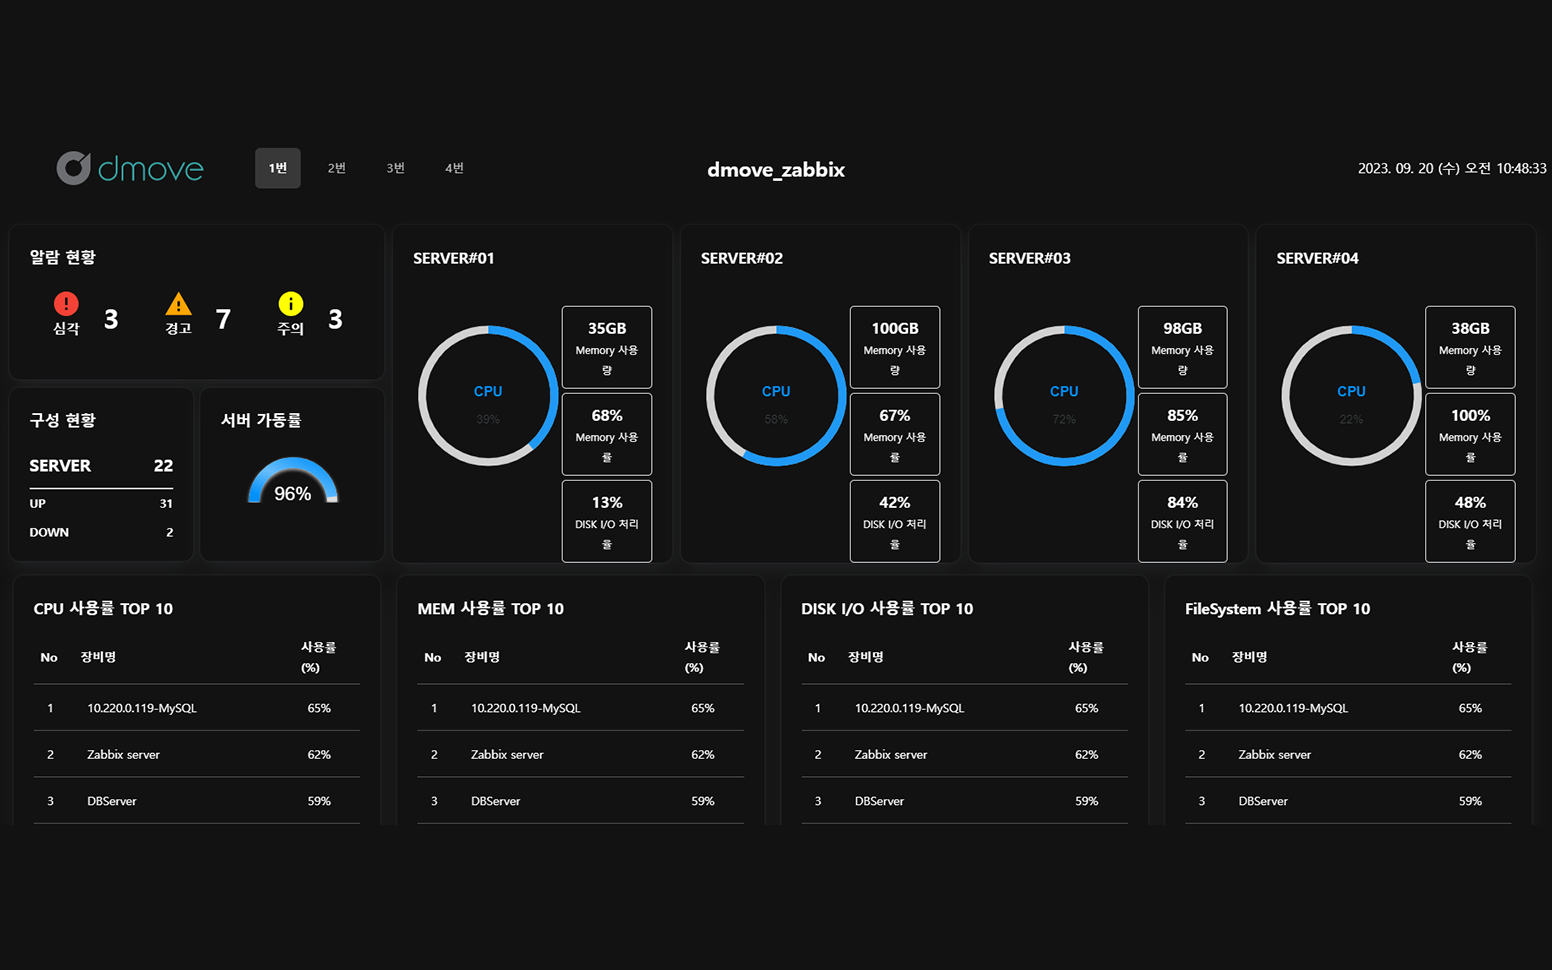 dmove
1번
2번
3번
4번
dmove_zabbix
2023. 09. 20 (수) 오전 10:48:33
알람 현황
심각
3
경고
7
주의
3
구성 현황
SERVER 22
UP 31
DOWN 2
서버 가동률
96%
SERVER#01
CPU
39%
35GB
Memory 사용
량
68%
Memory 사용
률
13%
DISK I/O 처리
율
SERVER#02
CPU
58%
100GB
Memory 사용
량
67%
Memory 사용
률
42%
DISK I/O 처리
율
SERVER#03
CPU
72%
98GB
Memory 사용
량
85%
Memory 사용
률
84%
DISK I/O 처리
율
SERVER#04
CPU
22%
38GB
Memory 사용
량
100%
Memory 사용
률
48%
DISK I/O 처리
율
CPU 사용률 TOP 10
No 장비명 사용률
(%)
1 10.220.0.119-MySQL 65%
2 Zabbix server 62%
3 DBServer 59%
MEM 사용률 TOP 10
No 장비명 사용률
(%)
1 10.220.0.119-MySQL 65%
2 Zabbix server 62%
3 DBServer 59%
DISK I/O 사용률 TOP 10
No 장비명 사용률
(%)
1 10.220.0.119-MySQL 65%
2 Zabbix server 62%
3 DBServer 59%
FileSystem 사용률 TOP 10
No 장비명 사용률
(%)
1 10.220.0.119-MySQL 65%
2 Zabbix server 62%
3 DBServer 59%